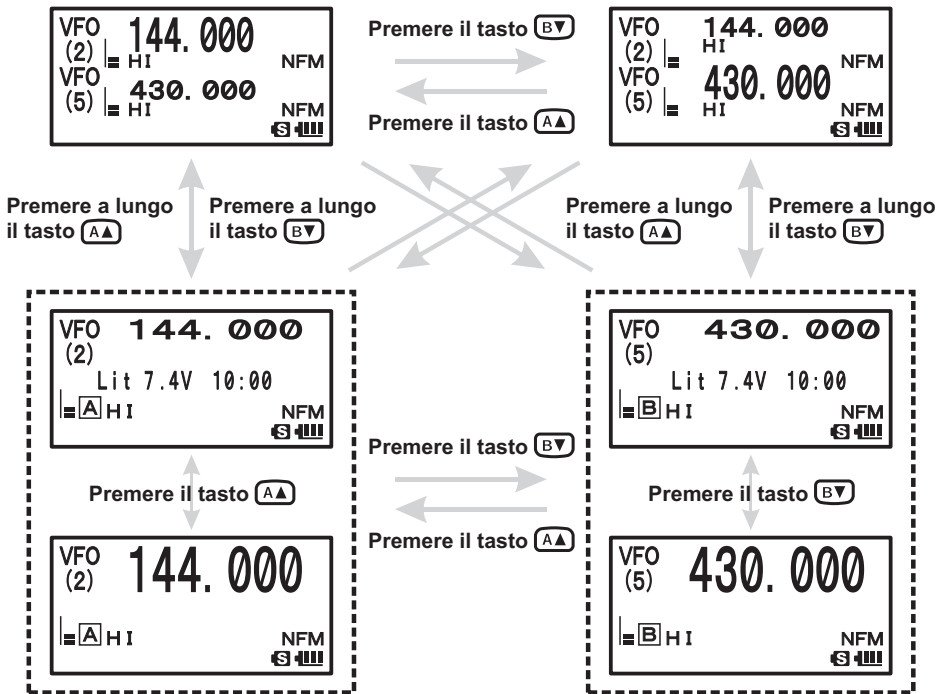 VFO
(2)
144. 000
HI
NFM
VFO
(5)
430. 000
HI
NFM
S
Premere il tasto B▼
Premere il tasto A▲
VFO
(2)
144. 000
HI
NFM
VFO
(5)
430. 000
HI
NFM
S
Premere a lungo
il tasto A▲
Premere a lungo
il tasto B▼
Premere a lungo
il tasto A▲
Premere a lungo
il tasto B▼
VFO
(2)
144. 000
Lit 7.4V 10:00
A HI
NFM
S
Premere il tasto A▲
VFO
(2)
144. 000
A HI
NFM
S
Premere il tasto B▼
Premere il tasto A▲
VFO
(5)
430. 000
Lit 7.4V 10:00
B HI
NFM
S
Premere il tasto B▼
VFO
(5)
430. 000
B HI
NFM
S